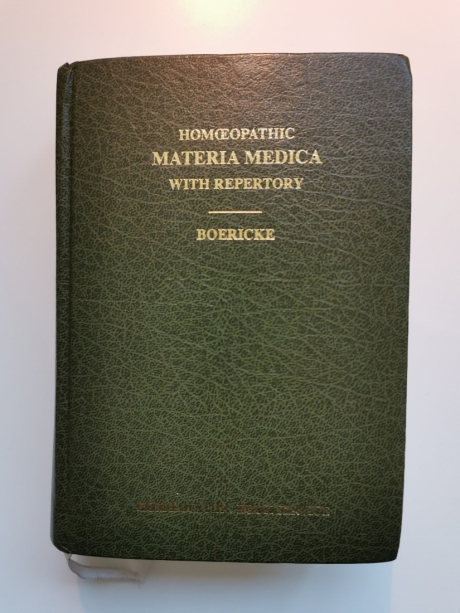 HOMŒOPATHIC
MATERIA MEDICA
WITH REPERTORY
BOERICKE